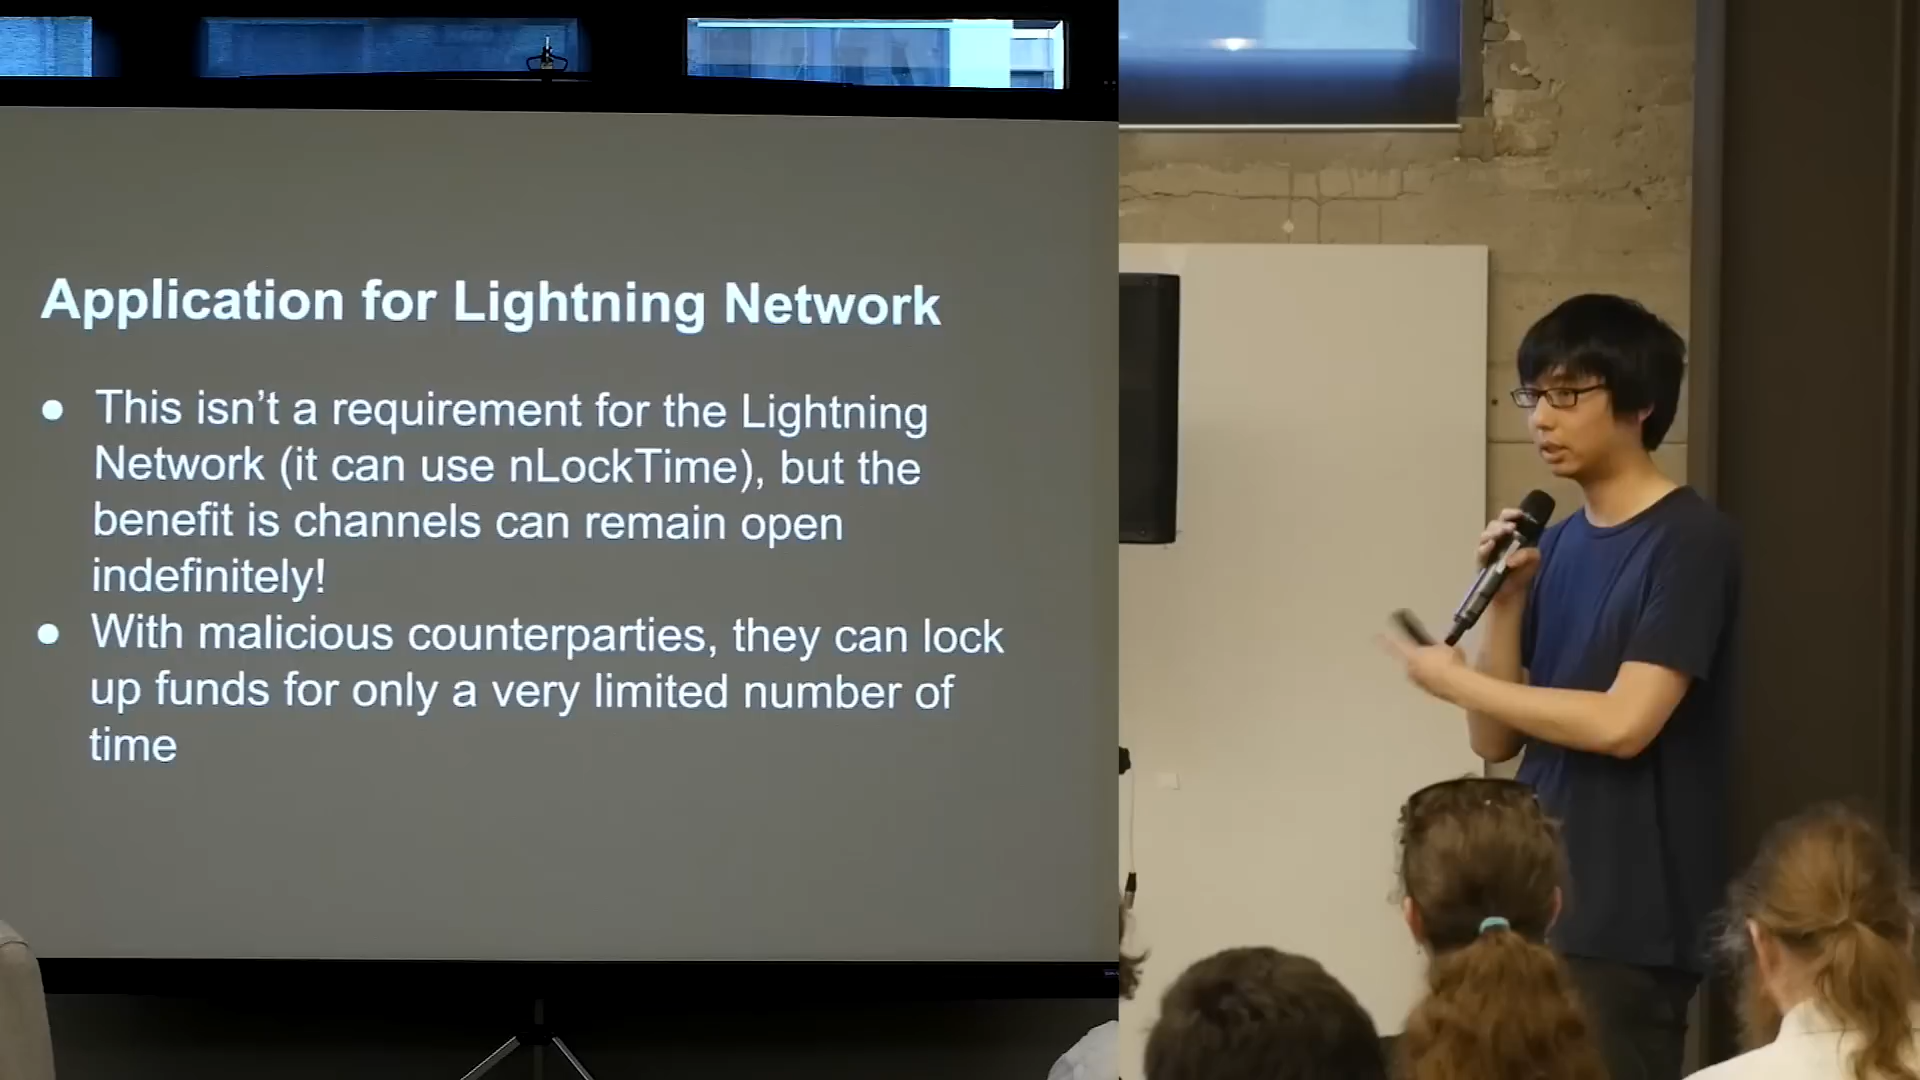 Application for Lightning Network
● This isn't a requirement for the Lightning
Network (it can use nLockTime), but the
benefit is channels can remain open
indefinitely!
● With malicious counterparties, they can lock
up funds for only a very limited number of
time